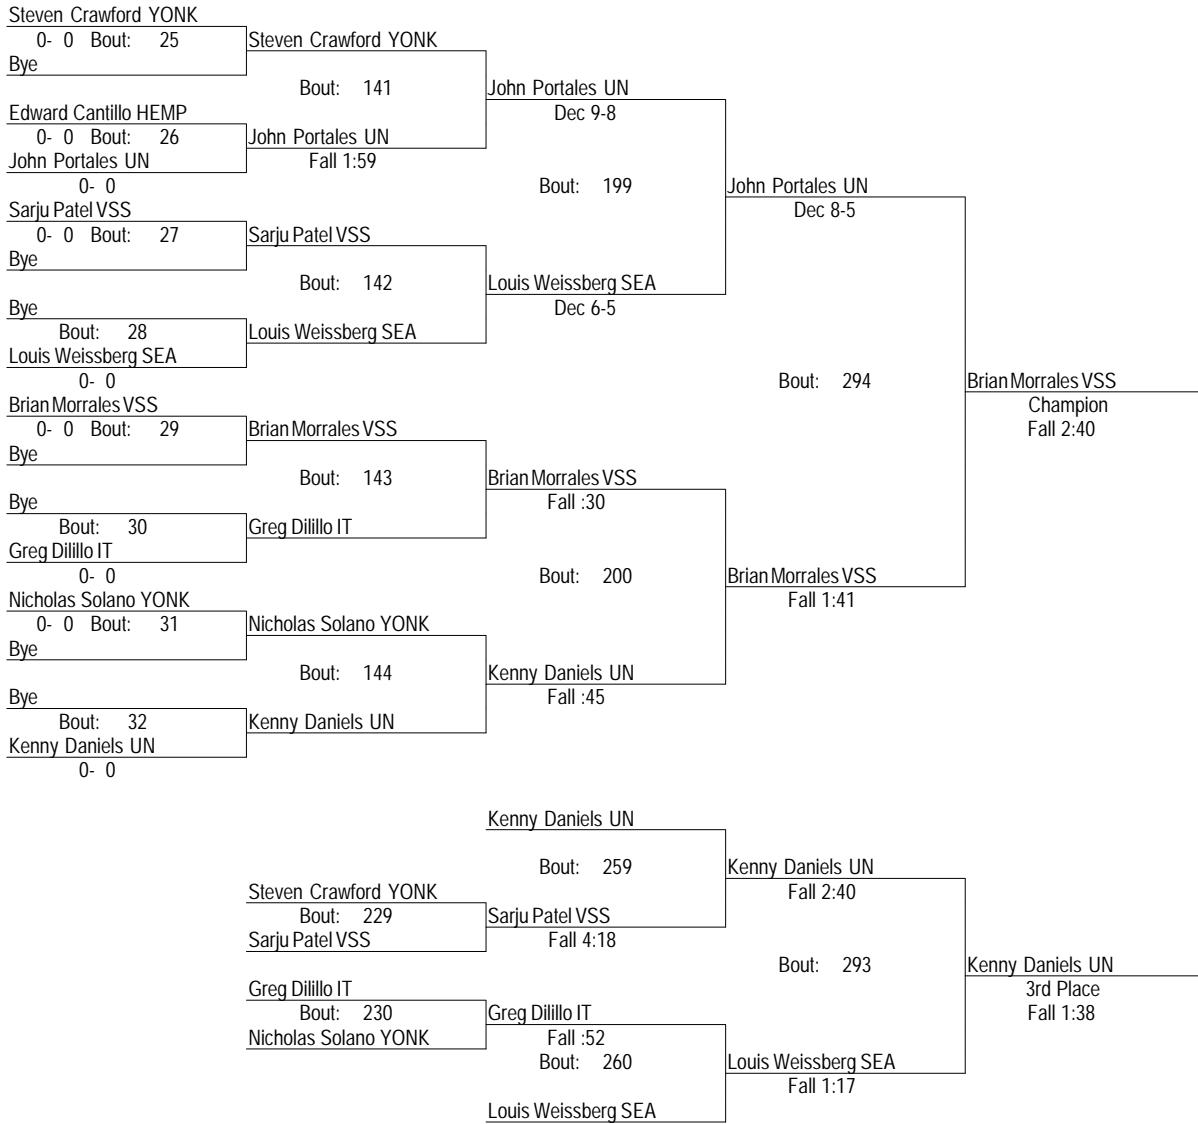 Steven Crawford YONK
0- 0 Bout: 25 Steven Crawford YONK
Bye
Bout: 141 John Portales UN
Edward Cantillo HEMP Dec 9-8
0- 0 Bout: 26 John Portales UN
John Portales UN Fall 1:59
0- 0 Bout: 199 John Portales UN
Sarju Patel VSS Dec 8-5
0- 0 Bout: 27 Sarju Patel VSS
Bye
Bout: 142 Louis Weissberg SEA
Bye Dec 6-5
Bout: 28 Louis Weissberg SEA
Louis Weissberg SEA
0- 0 Bout: 294 Brian Morrales VSS
Brian Morrales VSS Champion
0- 0 Bout: 29 Brian Morrales VSS Fall 2:40
Bye
Bout: 143 Brian Morrales VSS
Bye Fall :30
Bout: 30 Greg Dilillo IT
Greg Dilillo IT
0- 0 Bout: 200 Brian Morrales VSS
Nicholas Solano YONK Fall 1:41
0- 0 Bout: 31 Nicholas Solano YONK
Bye
Bout: 144 Kenny Daniels UN
Bye Fall :45
Bout: 32 Kenny Daniels UN
Kenny Daniels UN
0- 0
Kenny Daniels UN
Bout: 259 Kenny Daniels UN
Steven Crawford YONK Fall 2:40
Bout: 229 Sarju Patel VSS
Sarju Patel VSS Fall 4:18
Bout: 293 Kenny Daniels UN
Greg Dilillo IT 3rd Place
Bout: 230 Greg Dilillo IT Fall 1:38
Nicholas Solano YONK Fall :52
Bout: 260 Louis Weissberg SEA
Fall 1:17
Louis Weissberg SEA